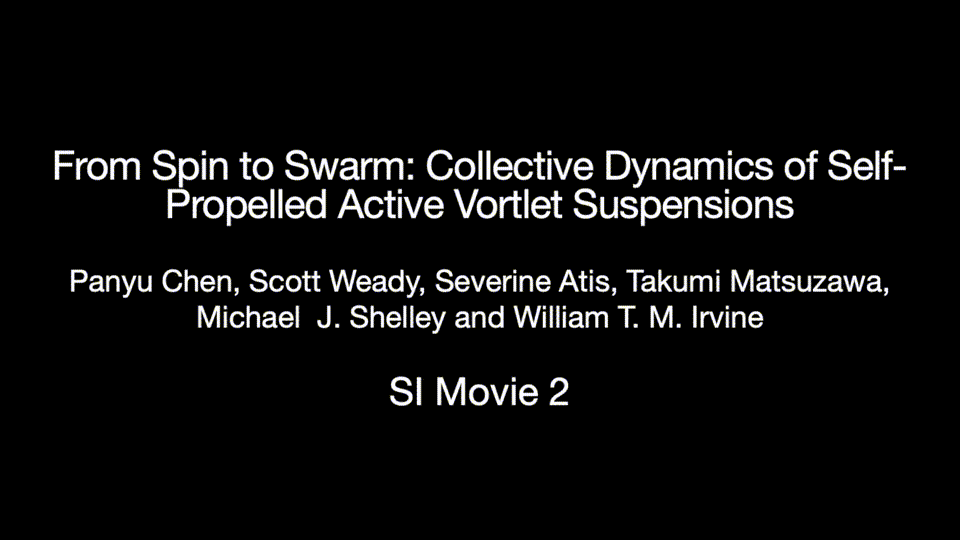 From Spin to Swarm: Collective Dynamics of Self-
Propelled Active Vortlet Suspensions
Panyu Chen, Scott Weady, Severine Atis, Takumi Matsuzawa,
Michael  J. Shelley and William T. M. Irvine
SI Movie 2